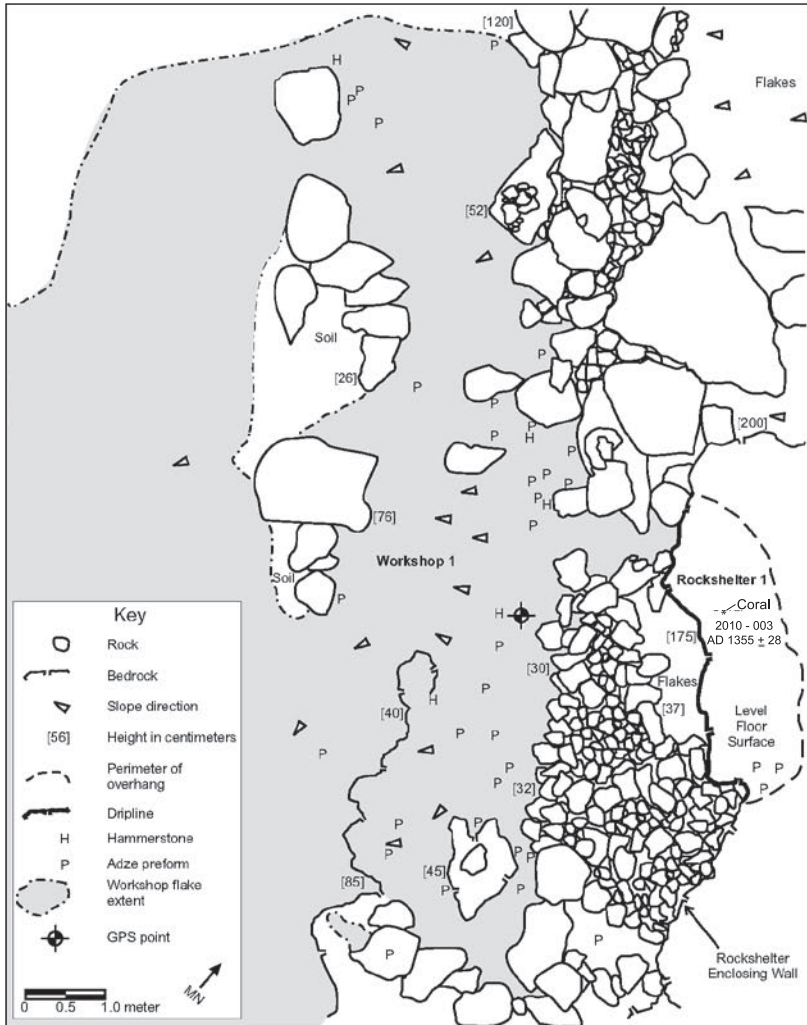 [120]
P
H
Flakes
P
P
P
[52]
Soil
[26]
P
P
P
[200]
P
P
H
P
P
P
P
P
H
P
[76]
Workshop 1
Rockshelter 1
Soil
P
Coral
2010 - 003
AD 1355 ± 28
H
[175]
P
[30]
Flakes
P
[40]
H
[37]
Level
Floor
Surface
P
P
P
P
P
P
P
P
[32]
P
P
P
P
P
P
[45]
P
P
[85]
P
P
Rockshelter
Enclosing Wall
Key
Rock
Bedrock
Slope direction
[56] Height in centimeters
Perimeter of
overhang
Dripline
H Hammerstone
P Adze preform
Workshop flake
extent
GPS point
MN
0 0.5 1.0 meter